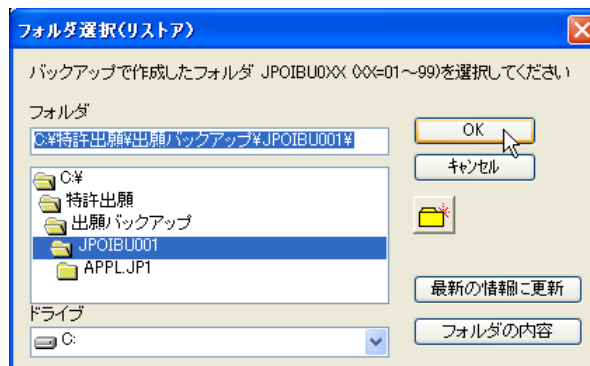 フォルダ選択(リストア)
バックアップで作成したフォルダ JPOIBU0XX (XX=01～99)を選択してください
フォルダ
C:¥特許出願¥出願バックアップ¥JPOIBU001¥
OK
キャンセル
C:¥
特許出願
出願バックアップ
JPOIBU001
APPL.JP1
最新の情報に更新
ドライブ
C:
フォルダの内容